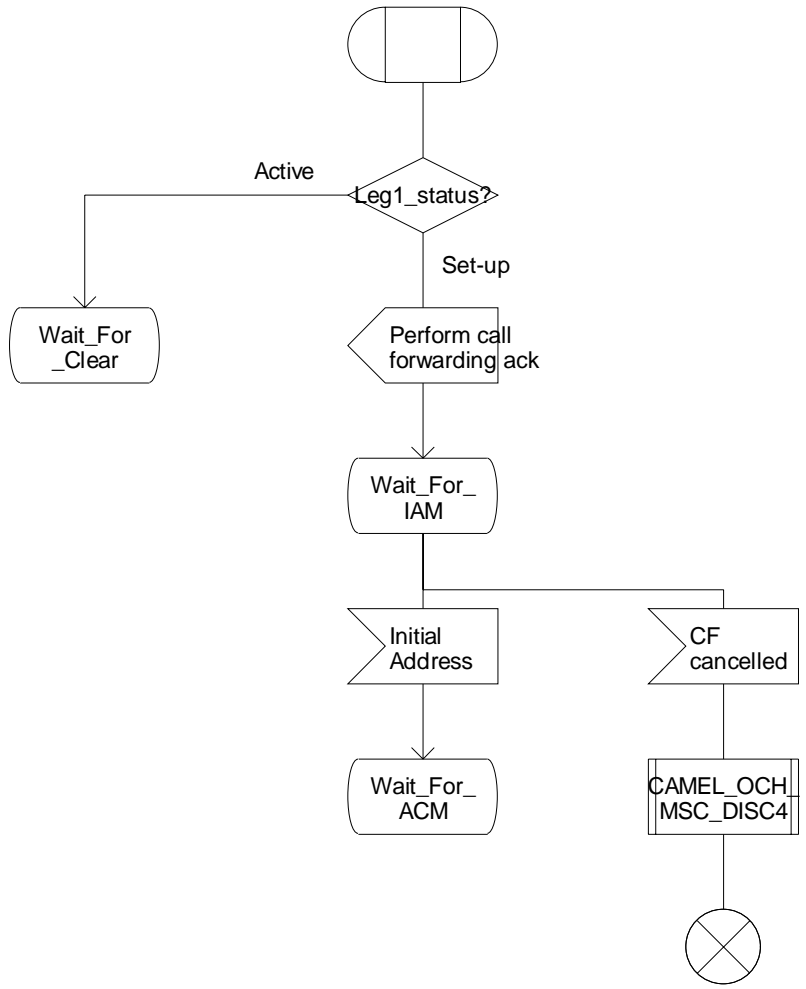 Active
Leg1_status?
Set-up
Wait_For
_Clear
Perform call
forwarding ack
Wait_For_
IAM
Initial
Address
CF
cancelled
Wait_For_
ACM
CAMEL_OCH_
MSC_DISC4